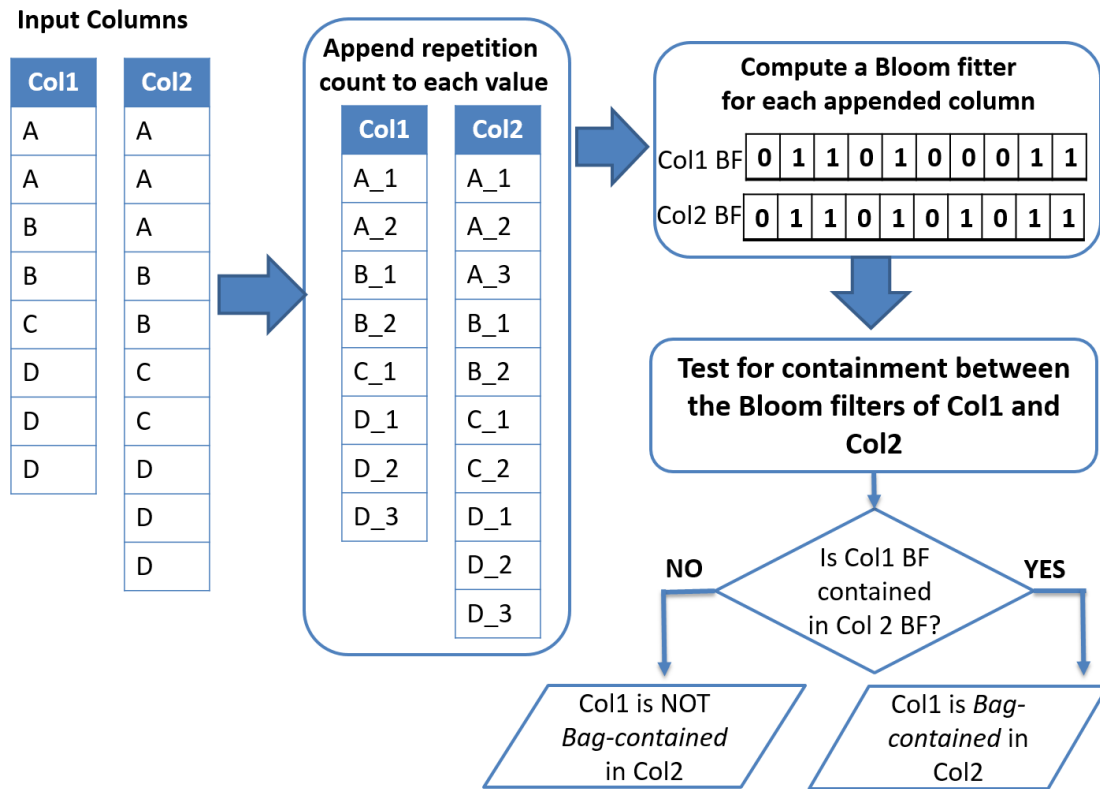 Input Columns
Col1
A
A
B
B
C
D
D
D
Col2
A
A
A
B
B
C
C
D
D
D
Append repetition
count to each value
Col1
A_1
A_2
B_1
B_2
C_1
D_1
D_2
D_3
Col2
A_1
A_2
A_3
B_1
B_2
C_1
C_2
D_1
D_2
D_3
Compute a Bloom fitter
for each appended column
Col1 BF 0 1 1 0 1 0 0 0 1 1
Col2 BF 0 1 1 0 1 0 1 0 1 1
Test for containment between
the Bloom filters of Col1 and
Col2
Is Col1 BF
contained
in Col 2 BF?
NO
YES
Col1 is NOT
Bag-contained
in Col2
Col1 is Bag-
contained in
Col2